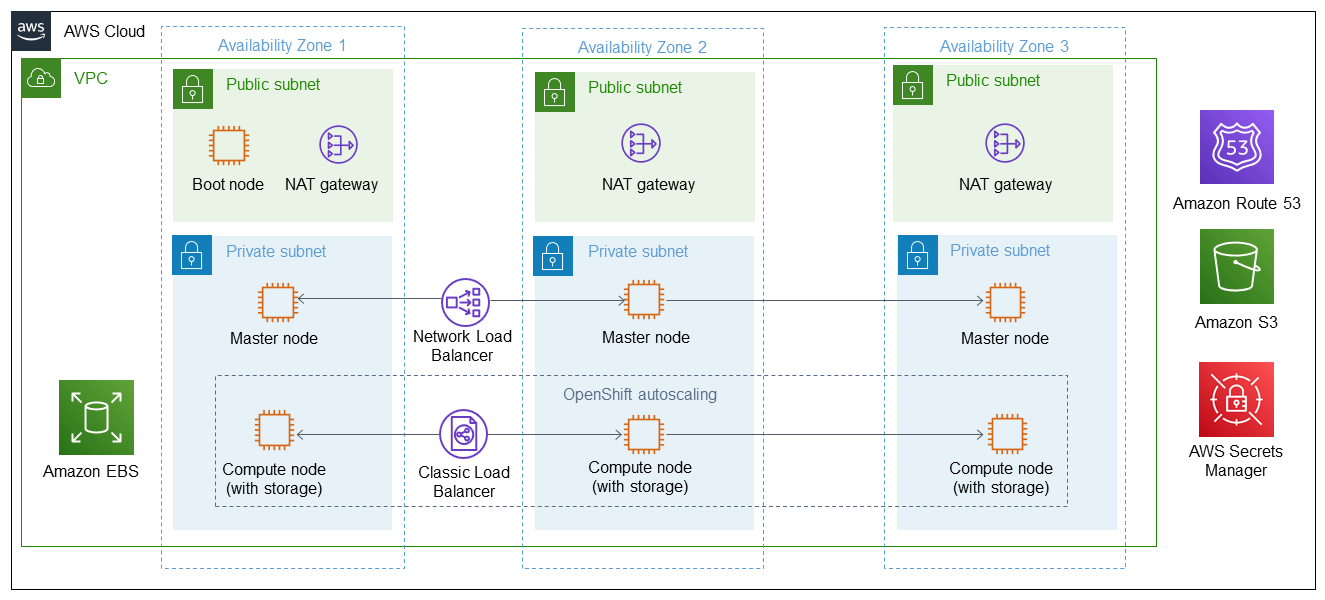 aws
AWS Cloud
Availability Zone 1
Availability Zone 2
Availability Zone 3
VPC
Public subnet
Public subnet
Public subnet
Boot node
NAT gateway
NAT gateway
NAT gateway
53
Amazon Route 53
Private subnet
Private subnet
Private subnet
Master node
Network Load
Balancer
Master node
Master node
Amazon S3
OpenShift autoscaling
Amazon EBS
Compute node
(with storage)
Classic Load
Balancer
Compute node
(with storage)
Compute node
(with storage)
AWS Secrets
Manager